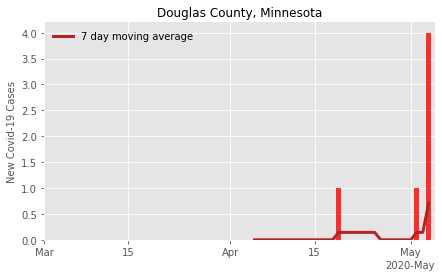 Douglas County, Minnesota
7 day moving average
New Covid-19 Cases
4.0
3.5
3.0
2.5
2.0
1.5
1.0
0.5
0.0
Mar 15 Apr 15 May
2020-May